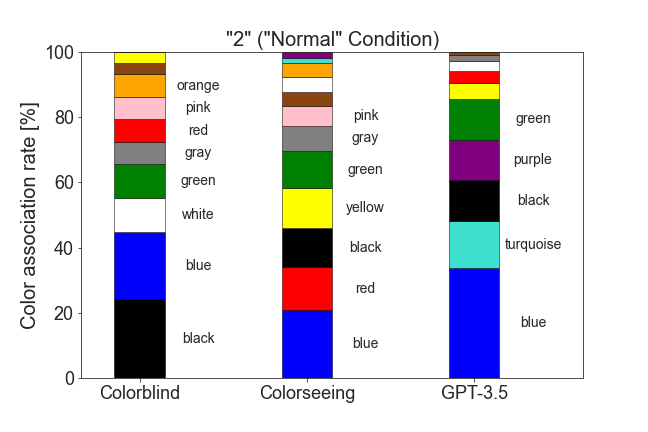 "2" ("Normal" Condition)
Color association rate [%]
100
80
60
40
20
0
orange
pink
red
gray
green
white
blue
black
pink
gray
green
yellow
black
red
blue
green
purple
black
turquoise
blue
Colorblind
Colorseeing
GPT-3.5